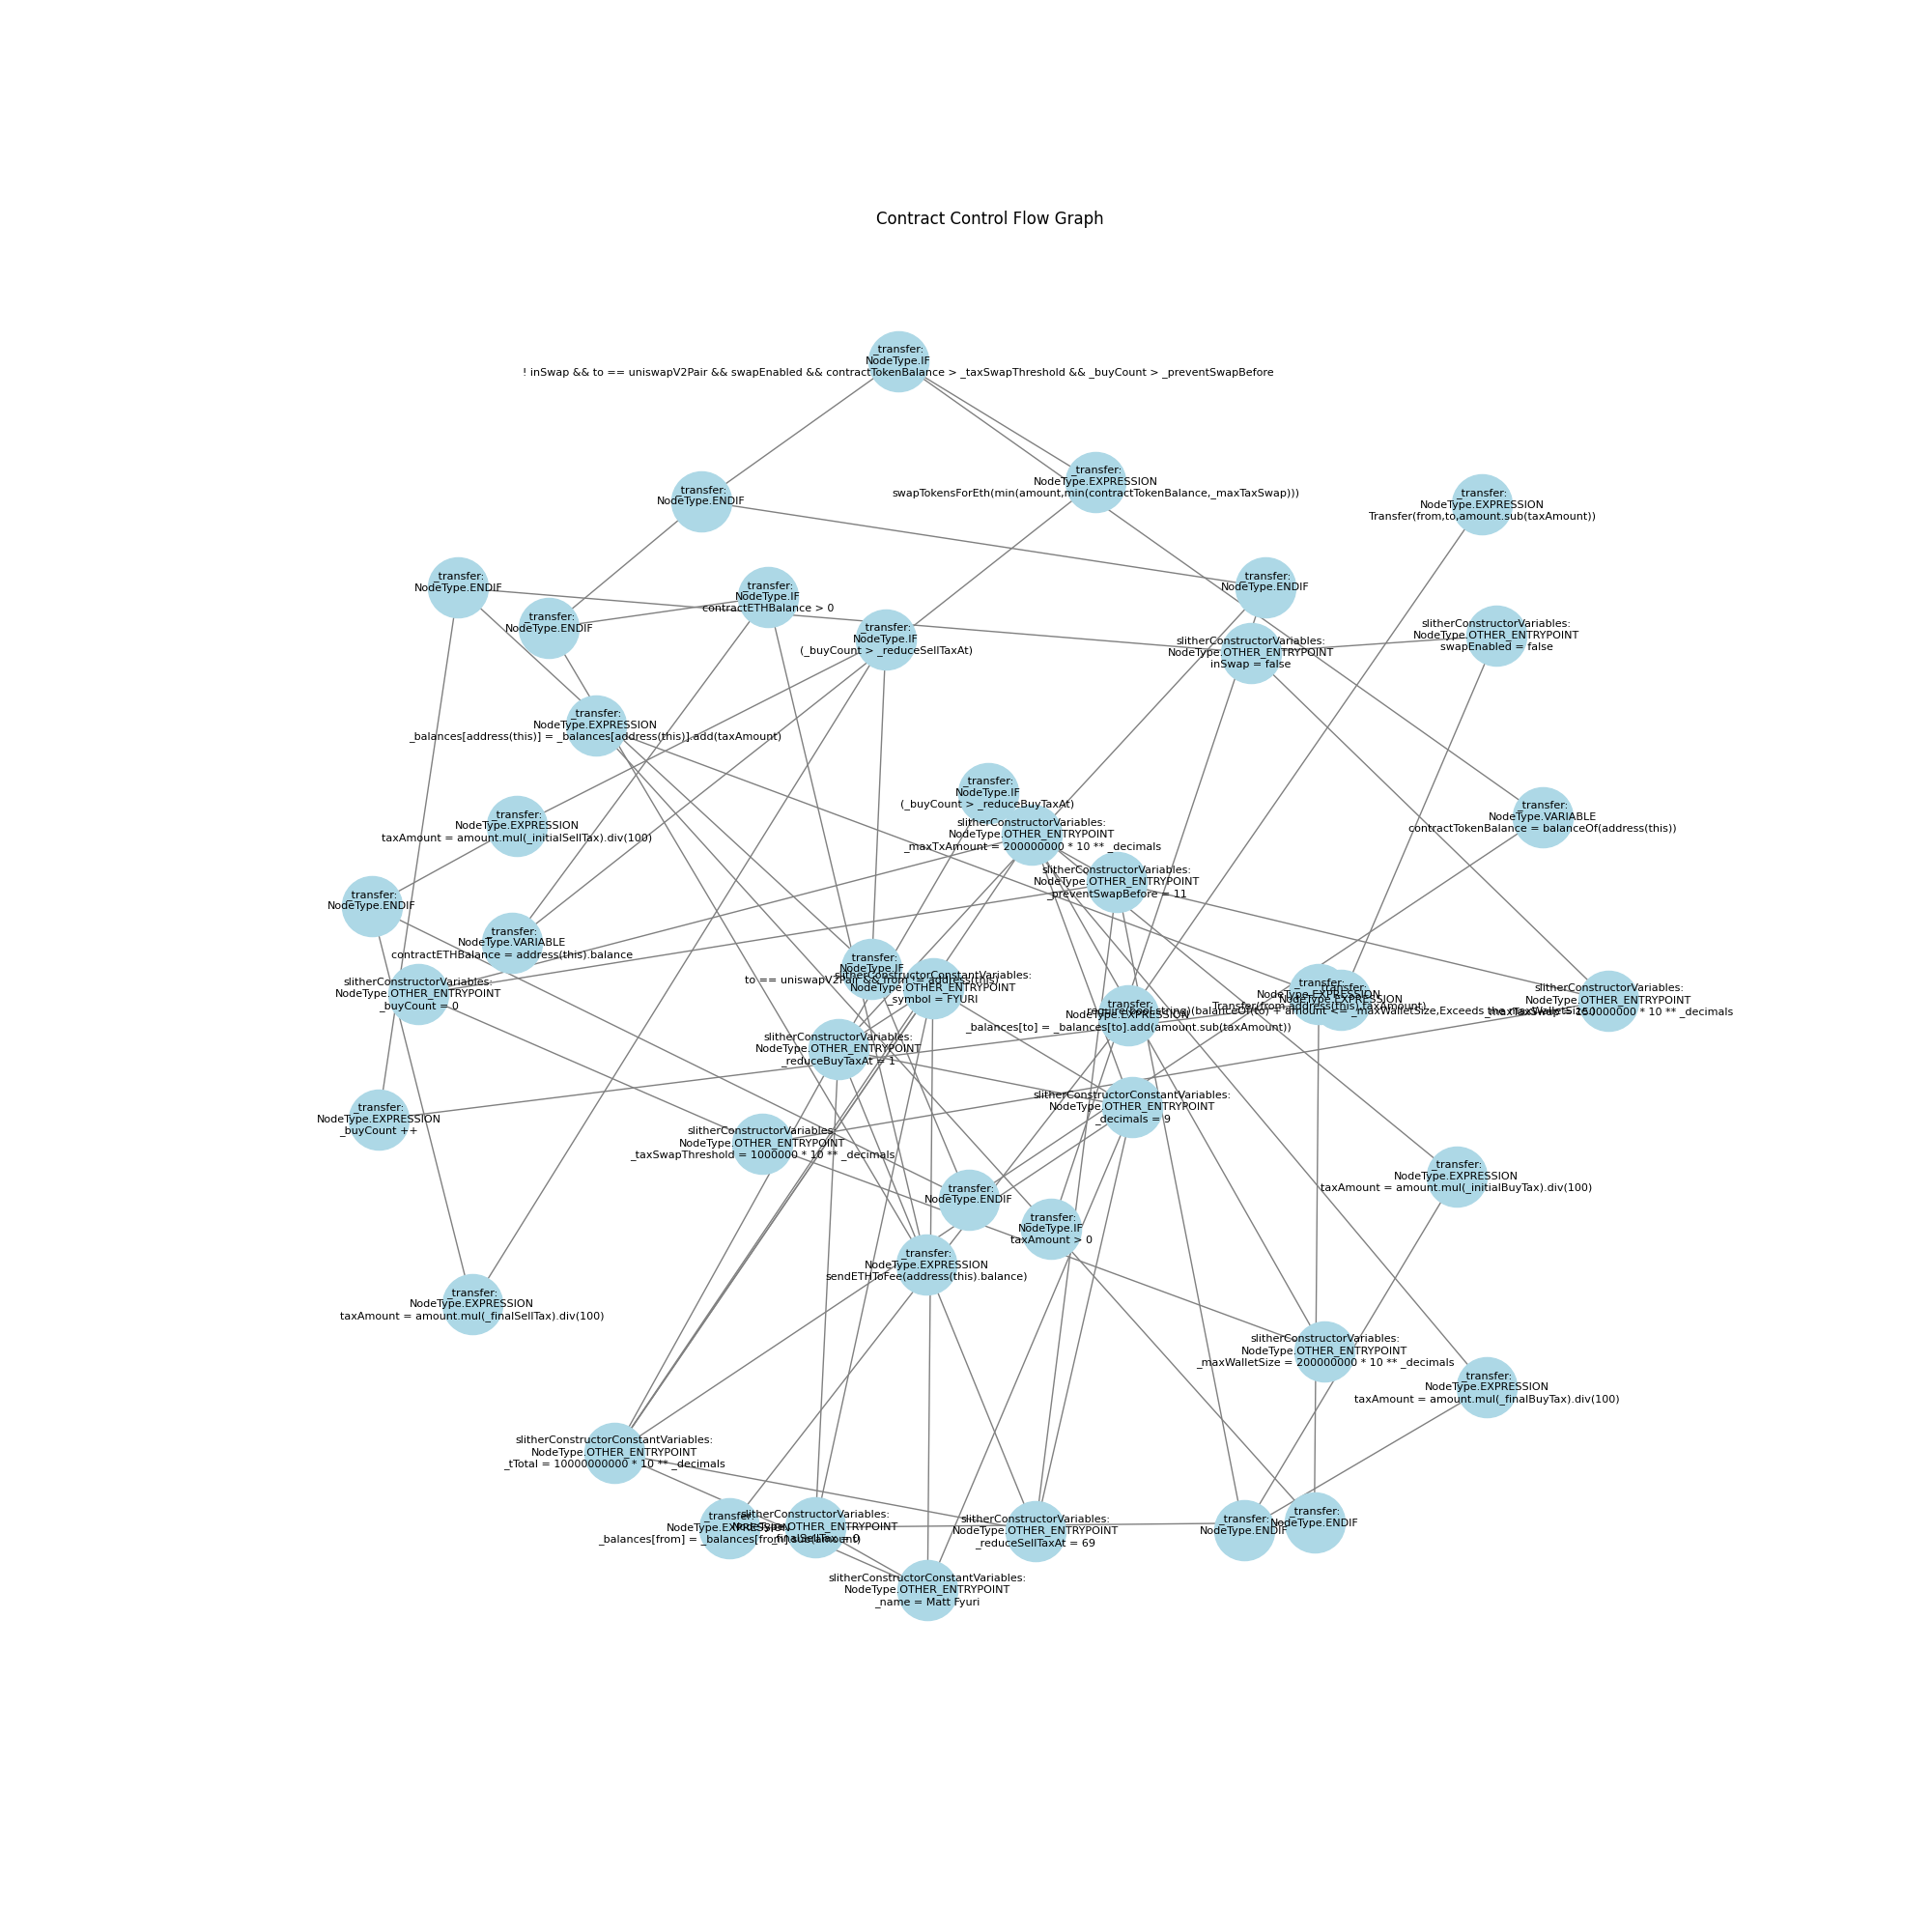 Contract Control Flow Graph
_transfer:
NodeType.IF
! inSwap && to == uniswapV2Pair && swapEnabled && contractTokenBalance > _taxSwapThreshold && _buyCount > _preventSwapBefore
_transfer:
NodeType.EXPRESSION
swapTokensForEth(min(amount,min(contractTokenBalance,_maxTaxSwap)))
_transfer:
NodeType.ENDIF
_transfer:
NodeType.EXPRESSION
Transfer(from,to,amount.sub(taxAmount))
_transfer:
NodeType.ENDIF
_transfer:
NodeType.IF
contractETHBalance > 0
_transfer:
NodeType.ENDIF
_transfer:
NodeType.ENDIF
_transfer:
NodeType.IF
(_buyCount > _reduceSellTaxAt)
slitherConstructorVariables:
NodeType.OTHER_ENTRYPOINT
inSwap = false
slitherConstructorVariables:
NodeType.OTHER_ENTRYPOINT
swapEnabled = false
_transfer:
NodeType.EXPRESSION
_balances[address(this)] = _balances[address(this)].add(taxAmount)
_transfer:
NodeType.IF
(_buyCount > _reduceBuyTaxAt)
slitherConstructorVariables:
NodeType.OTHER_ENTRYPOINT
_maxTxAmount = 200000000 * 10 ** _decimals
_transfer:
NodeType.EXPRESSION
taxAmount = amount.mul(_initialSellTax).div(100)
_transfer:
NodeType.VARIABLE
contractTokenBalance = balanceOf(address(this))
slitherConstructorVariables:
NodeType.OTHER_ENTRYPOINT
_preventSwapBefore = 11
_transfer:
NodeType.ENDIF
_transfer:
NodeType.VARIABLE
contractETHBalance = address(this).balance
_transfer:
NodeType.IF
to == uniswapV2Pair && from != address(this)
slitherConstructorConstantVariables:
NodeType.OTHER_ENTRYPOINT
_symbol = FYURI
slitherConstructorVariables:
NodeType.OTHER_ENTRYPOINT
_buyCount = 0
_transfer:
NodeType.EXPRESSION
Transfer(from,address(this),taxAmount)
_transfer:
NodeType.EXPRESSION
require(bool,string)(balanceOf(to) + amount <= _maxWalletSize,Exceeds the maxWalletSize.)
slitherConstructorVariables:
NodeType.OTHER_ENTRYPOINT
_transfer:
NodeType.EXPRESSION
_balances[to] = _balances[to].add(amount.sub(taxAmount))
slitherConstructorVariables:
NodeType.OTHER_ENTRYPOINT
_reduceBuyTaxAt = 1
slitherConstructorConstantVariables:
NodeType.OTHER_ENTRYPOINT
_decimals = 9
_transfer:
NodeType.EXPRESSION
_buyCount ++
slitherConstructorVariables:
NodeType.OTHER_ENTRYPOINT
_taxSwapThreshold = 1000000 * 10 ** _decimals
_transfer:
NodeType.EXPRESSION
taxAmount = amount.mul(_initialBuyTax).div(100)
_transfer:
NodeType.ENDIF
_transfer:
NodeType.IF
taxAmount > 0
_transfer:
NodeType.EXPRESSION
sendETHToFee(address(this).balance)
_transfer:
NodeType.EXPRESSION
taxAmount = amount.mul(_finalSellTax).div(100)
slitherConstructorVariables:
NodeType.OTHER_ENTRYPOINT
_maxWalletSize = 200000000 * 10 ** _decimals
_transfer:
NodeType.EXPRESSION
taxAmount = amount.mul(_finalBuyTax).div(100)
slitherConstructorConstantVariables:
NodeType.OTHER_ENTRYPOINT
_tTotal = 10000000000 * 10 ** _decimals
_transfer:
NodeType.EXPRESSION
_balances[from] = _balances[from].sub(amount)
slitherConstructorVariables:
NodeType.OTHER_ENTRYPOINT
_finalSellTax = 0
slitherConstructorVariables:
NodeType.OTHER_ENTRYPOINT
_reduceSellTaxAt = 69
_transfer:
NodeType.ENDIF
_transfer:
NodeType.ENDIF
slitherConstructorConstantVariables:
NodeType.OTHER_ENTRYPOINT
_name = Matt Fyuri